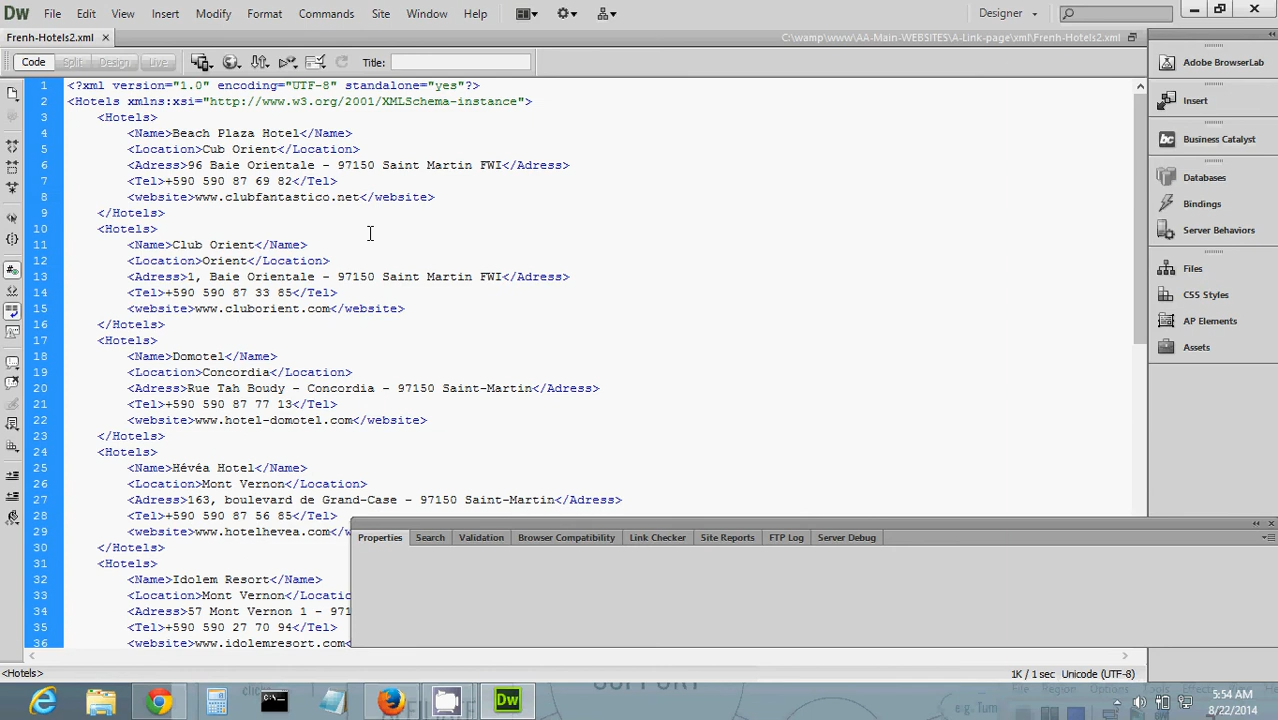 Dw File Edit View Insert Modify Format Commands Site Window Help Designer
Frenh-Hotels2.xml × C:\wamp\www\AA-Main-WEBSITES\A-Link-page\xml\Frenh-Hotels2.xml
Code Split Design Live Title:
1 <?xml version="1.0" encoding="UTF-8" standalone="yes"?>
2 <Hotels xmlns:xsi="http://www.w3.org/2001/XMLSchema-instance">
3 <Hotels>
4 <Name>Beach Plaza Hotel</Name>
5 <Location>Cub Orient</Location>
6 <Adress>96 Baie Orientale - 97150 Saint Martin FWI</Adress>
7 <Tel>+590 590 87 69 82</Tel>
8 <website>www.clubfantastico.net</website>
9 </Hotels>
10 <Hotels>
11 <Name>Club Orient</Name>
12 <Location>Orient</Location>
13 <Adress>1, Baie Orientale - 97150 Saint Martin FWI</Adress>
14 <Tel>+590 590 87 33 85</Tel>
15 <website>www.cluborient.com</website>
16 </Hotels>
17 <Hotels>
18 <Name>Domotel</Name>
19 <Location>Concordia</Location>
20 <Adress>Rue Tah Boudy - Concordia - 97150 Saint-Martin</Adress>
21 <Tel>+590 590 87 77 13</Tel>
22 <website>www.hotel-domotel.com</website>
23 </Hotels>
24 <Hotels>
25 <Name>Hévéa Hotel</Name>
26 <Location>Mont Vernon</Location>
27 <Adress>163, boulevard de Grand-Case - 97150 Saint-Martin</Adress>
28 <Tel>+590 590 87 56 85</Tel>
29 <website>www.hotelhevea.com</w
30 </Hotels>
31 <Hotels>
32 <Name>Idolem Resort</Name>
33 <Location>Mont Vernon</Locatio
34 <Adress>57 Mont Vernon 1 - 971
35 <Tel>+590 590 27 70 94</Tel>
36 <website>www.idolemresort.com<
Adobe BrowserLab
Insert
Business Catalyst
Databases
Bindings
Server Behaviors
Files
CSS Styles
AP Elements
Assets
Properties Search Validation Browser Compatibility Link Checker Site Reports FTP Log Server Debug
<Hotels> 1K / 1 sec Unicode (UTF-8)
SUPPORT
File Region Options
e.g. Turn
Dw
5:54 AM
8/22/2014